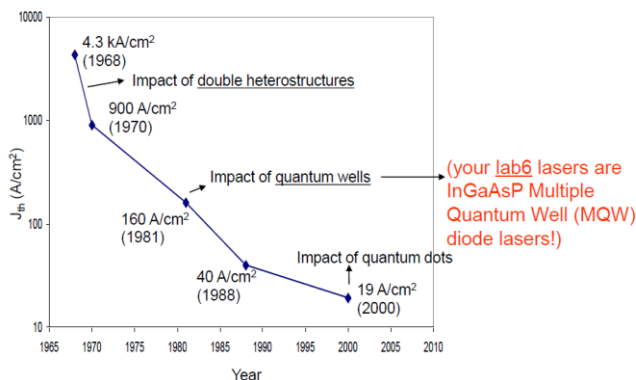 10000
4.3 kA/cm²
(1968)
Impact of double heterostructures
1000
900 A/cm²
(1970)
Jth (A/cm²)
Impact of quantum wells
(your lab6 lasers are
InGaAsP Multiple
Quantum Well (MQW)
diode lasers!)
100
160 A/cm²
(1981)
Impact of quantum dots
40 A/cm²
(1988)
19 A/cm²
(2000)
10
1965 1970 1975 1980 1985 1990 1995 2000 2005 2010
Year